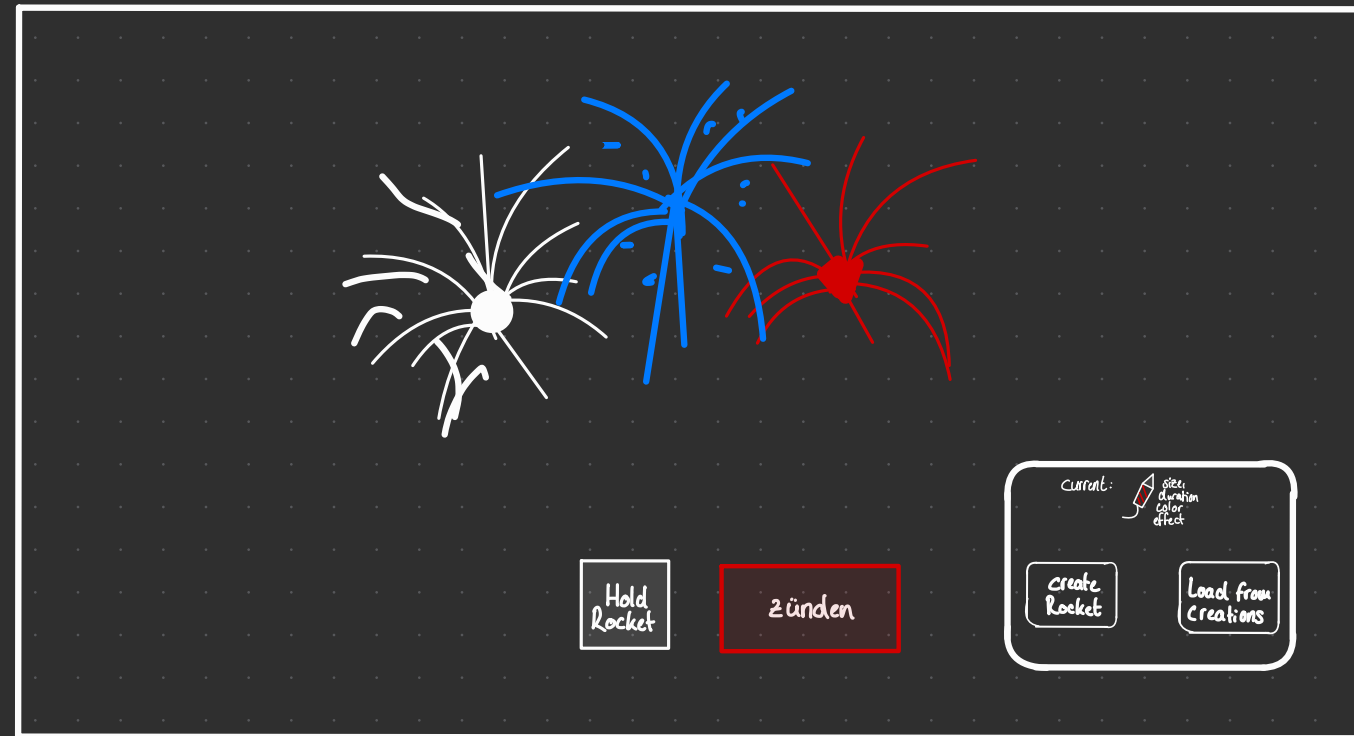 Current:
size,
duration
color
effect
Hold
Rocket
Zünden
create
Rocket
Load from
Creations